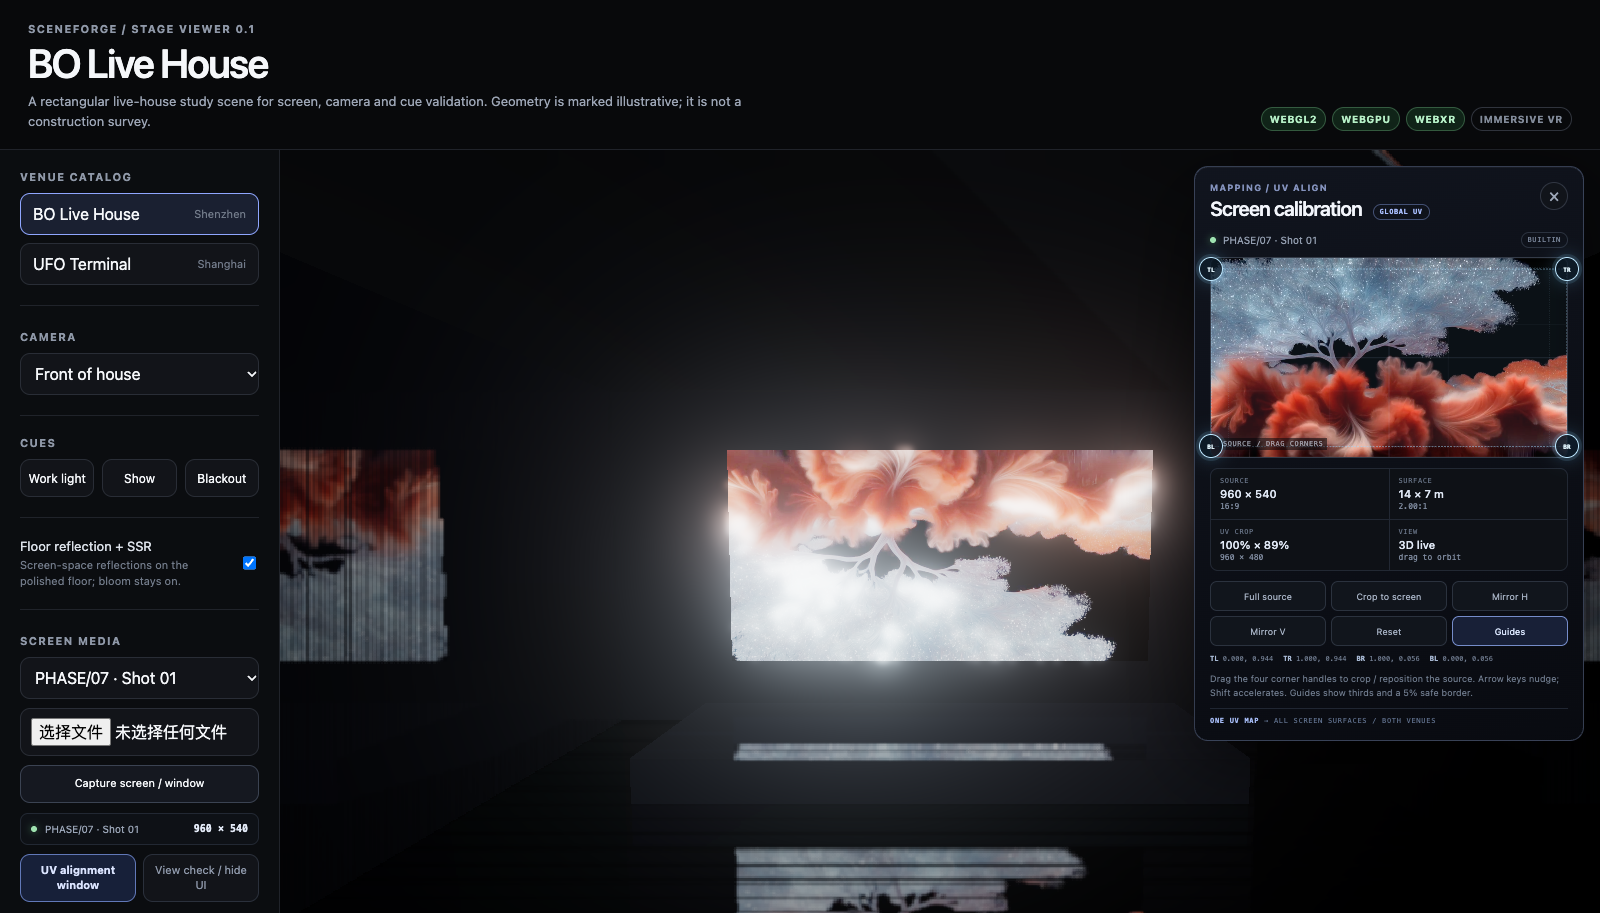 SCENEFORGE / STAGE VIEWER 0.1
BO Live House
A rectangular live-house study scene for screen, camera and cue validation. Geometry is marked illustrative; it is not a
construction survey.
WEBGL2 WEBGPU WEBXR IMMERSIVE VR
VENUE CATALOG
BO Live House Shenzhen
UFO Terminal Shanghai
CAMERA
Front of house
CUES
Work light Show Blackout
Floor reflection + SSR
Screen-space reflections on the
polished floor; bloom stays on.
SCREEN MEDIA
PHASE/07 · Shot 01
选择文件 未选择任何文件
Capture screen / window
PHASE/07 · Shot 01 960 × 540
UV alignment
window
View check / hide
UI
MAPPING / UV ALIGN
Screen calibration GLOBAL UV
PHASE/07 · Shot 01 BUILTIN
TL TR
BL SOURCE / DRAG CORNERS BR
SOURCE
960 × 540
16:9
SURFACE
14 × 7 m
2.00:1
UV CROP
100% × 89%
960 × 480
VIEW
3D live
drag to orbit
Full source Crop to screen Mirror H
Mirror V Reset Guides
TL 0.000, 0.944 TR 1.000, 0.944 BR 1.000, 0.056 BL 0.000, 0.056
Drag the four corner handles to crop / reposition the source. Arrow keys nudge;
Shift accelerates. Guides show thirds and a 5% safe border.
ONE UV MAP → ALL SCREEN SURFACES / BOTH VENUES